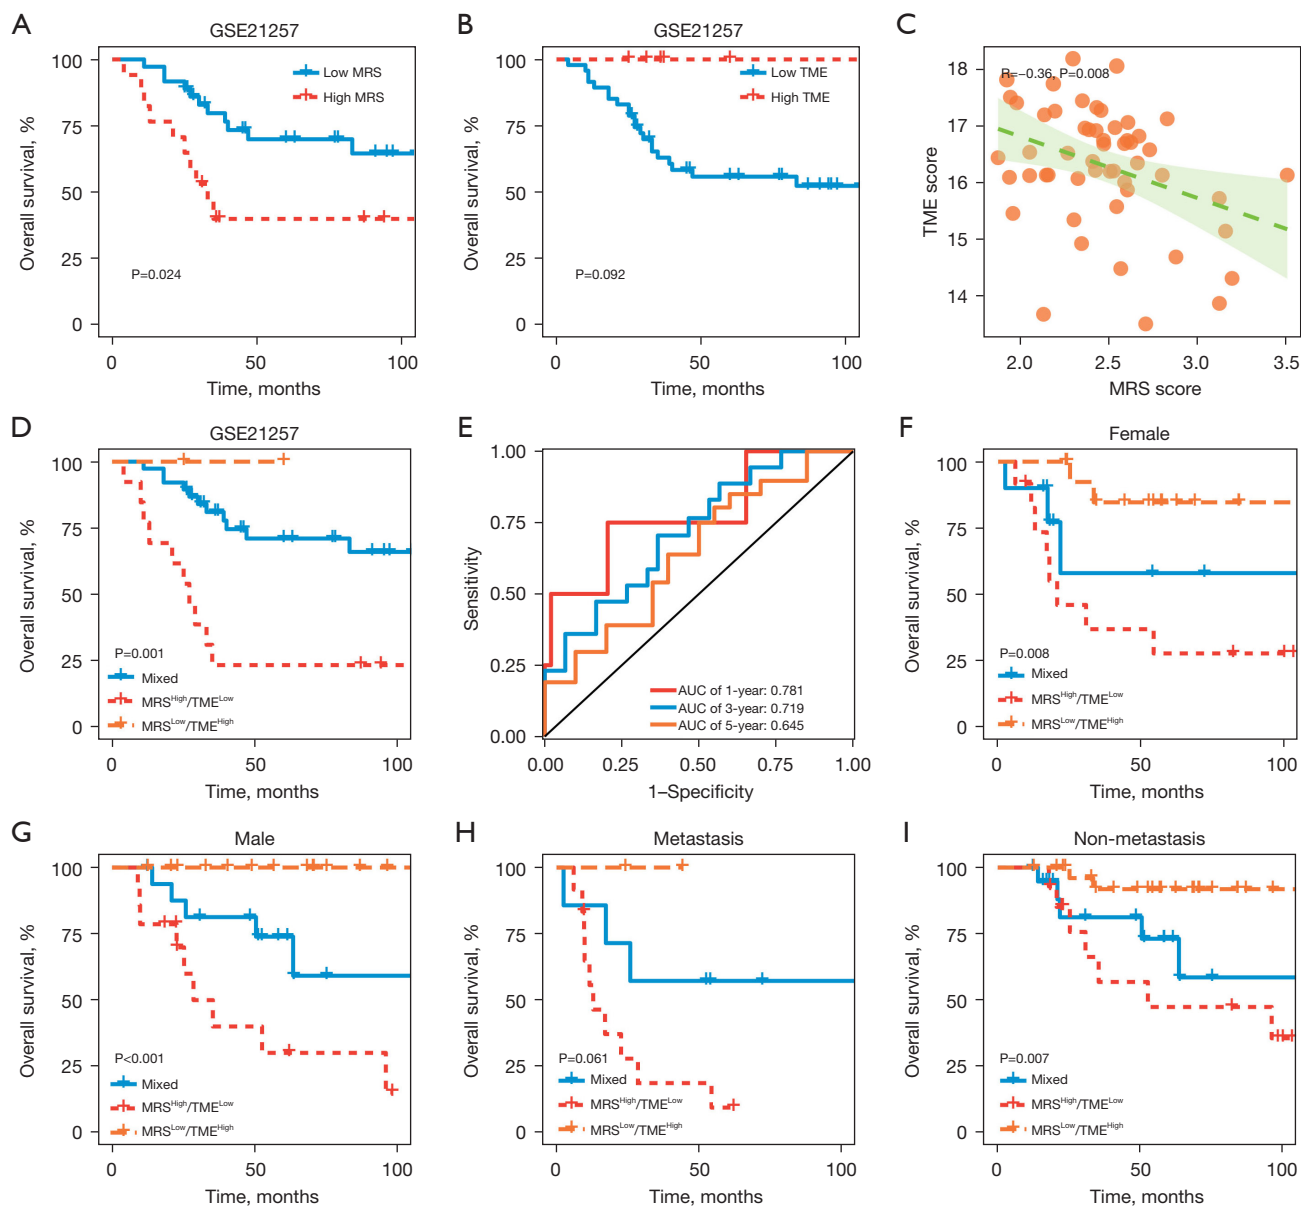 A
GSE21257
100
75
50
25
0
Overall survival, %
Low MRS
High MRS
P=0.024
0
50
100
Time, months
B
GSE21257
100
75
50
25
0
Overall survival, %
Low TME
High TME
P=0.092
0
50
100
Time, months
C
R=−0.36, P=0.008
18
17
16
15
14
TME score
2.0
2.5
3.0
3.5
MRS score
D
GSE21257
100
75
50
25
0
Overall survival, %
P=0.001
Mixed
MRSHigh/TMELow
MRSLow/TMEHigh
0
50
100
Time, months
E
1.00
0.75
0.50
0.25
0.00
Sensitivity
AUC of 1-year: 0.781
AUC of 3-year: 0.719
AUC of 5-year: 0.645
0.00
0.25
0.50
0.75
1.00
1−Specificity
F
Female
100
75
50
25
0
Overall survival, %
P=0.008
Mixed
MRSHigh/TMELow
MRSLow/TMEHigh
0
50
100
Time, months
G
Male
100
75
50
25
0
Overall survival, %
P<0.001
Mixed
MRSHigh/TMELow
MRSLow/TMEHigh
0
50
100
Time, months
H
Metastasis
100
75
50
25
0
Overall survival, %
P=0.061
Mixed
MRSHigh/TMELow
MRSLow/TMEHigh
0
50
100
Time, months
I
Non-metastasis
100
75
50
25
0
Overall survival, %
P=0.007
Mixed
MRSHigh/TMELow
MRSLow/TMEHigh
0
50
100
Time, months